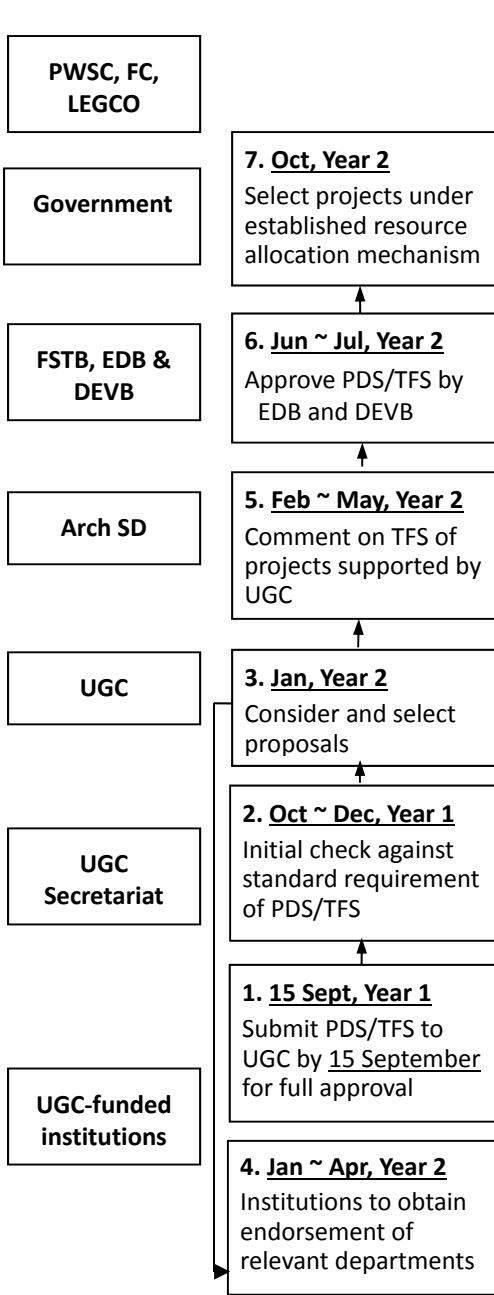 PWSC, FC,
LEGCO
7. Oct, Year 2
Select projects under
established resource
allocation mechanism
Government
6. Jun ~ Jul, Year 2
Approve PDS/TFS by
EDB and DEVB
FSTB, EDB &
DEVB
5. Feb ~ May, Year 2
Comment on TFS of
projects supported by
UGC
Arch SD
3. Jan, Year 2
Consider and select
proposals
UGC
2. Oct ~ Dec, Year 1
Initial check against
standard requirement
of PDS/TFS
UGC
Secretariat
1. 15 Sept, Year 1
Submit PDS/TFS to
UGC by 15 September
for full approval
UGC-funded
institutions
4. Jan ~ Apr, Year 2
Institutions to obtain
endorsement of
relevant departments